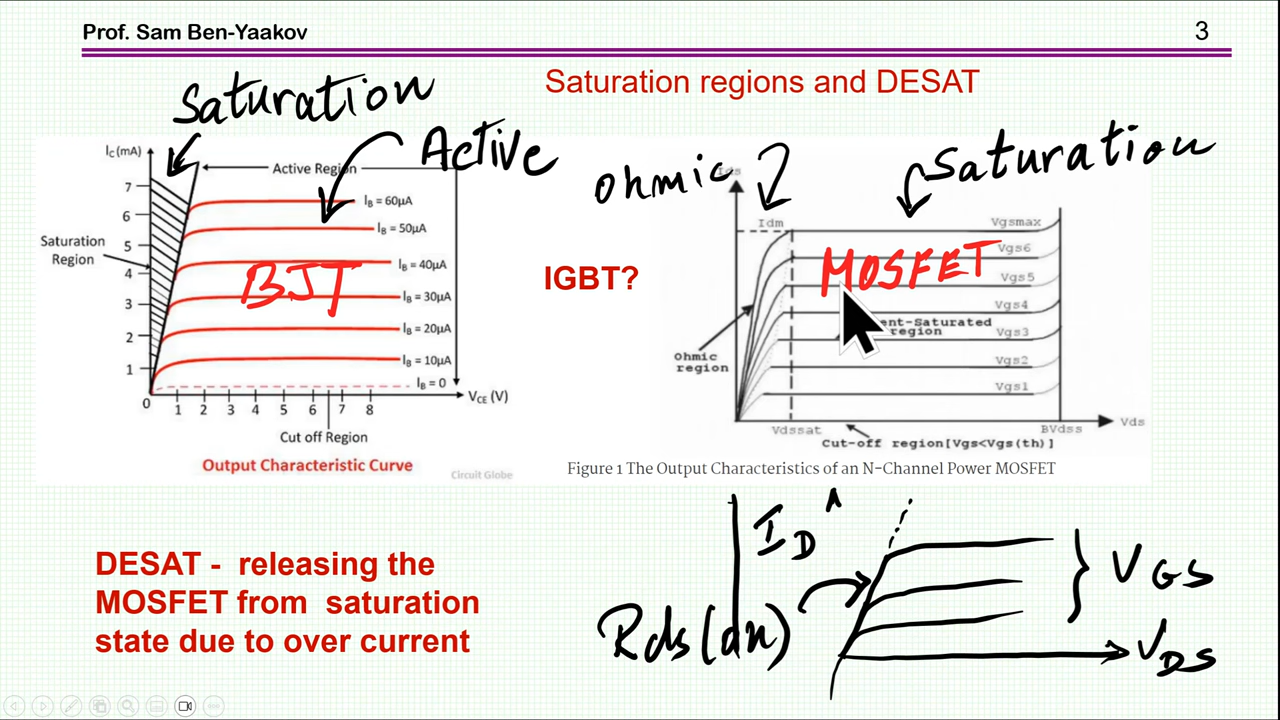 Prof. Sam Ben-Yaakov
3
Saturation regions and DESAT
Saturation
Active
Ic (mA)
Active Region
7
6
5
4
3
2
1
0
1 2 3 4 5 6 7 8
Saturation
Region
IB = 60µA
IB = 50µA
IB = 40µA
IB = 30µA
IB = 20µA
IB = 10µA
IB = 0
VCE (V)
BJT
Cut off Region
Output Characteristic Curve
Circuit Globe
IGBT?
ohmic
Saturation
Idm
Vgsmax
Vgs6
Vgs5
Vgs4
Vgs3
Vgs2
Vgs1
MOSFET
ent-Saturated
region
Ohmic
region
Vdssat
BVdss
Vds
Cut-off region[Vgs<Vgs(th)]
Figure 1 The Output Characteristics of an N-Channel Power MOSFET
DESAT - releasing the
MOSFET from saturation
state due to over current
ID
VGS
VDS